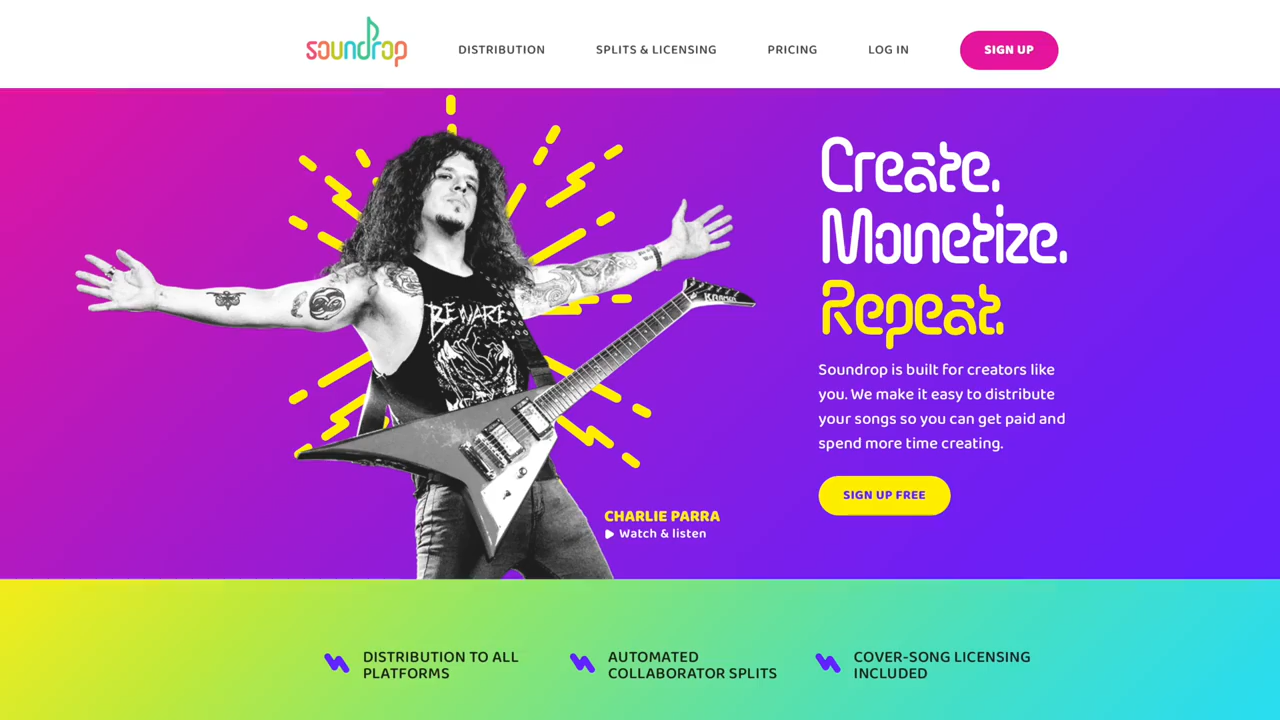 soundrop
DISTRIBUTION
SPLITS & LICENSING
PRICING
LOG IN
SIGN UP
Create.
Monetize.
Repeat.
Soundrop is built for creators like
you. We make it easy to distribute
your songs so you can get paid and
spend more time creating.
SIGN UP FREE
BEWARE
KRAMER
CHARLIE PARRA
Watch & listen
DISTRIBUTION TO ALL
PLATFORMS
AUTOMATED
COLLABORATOR SPLITS
COVER-SONG LICENSING
INCLUDED